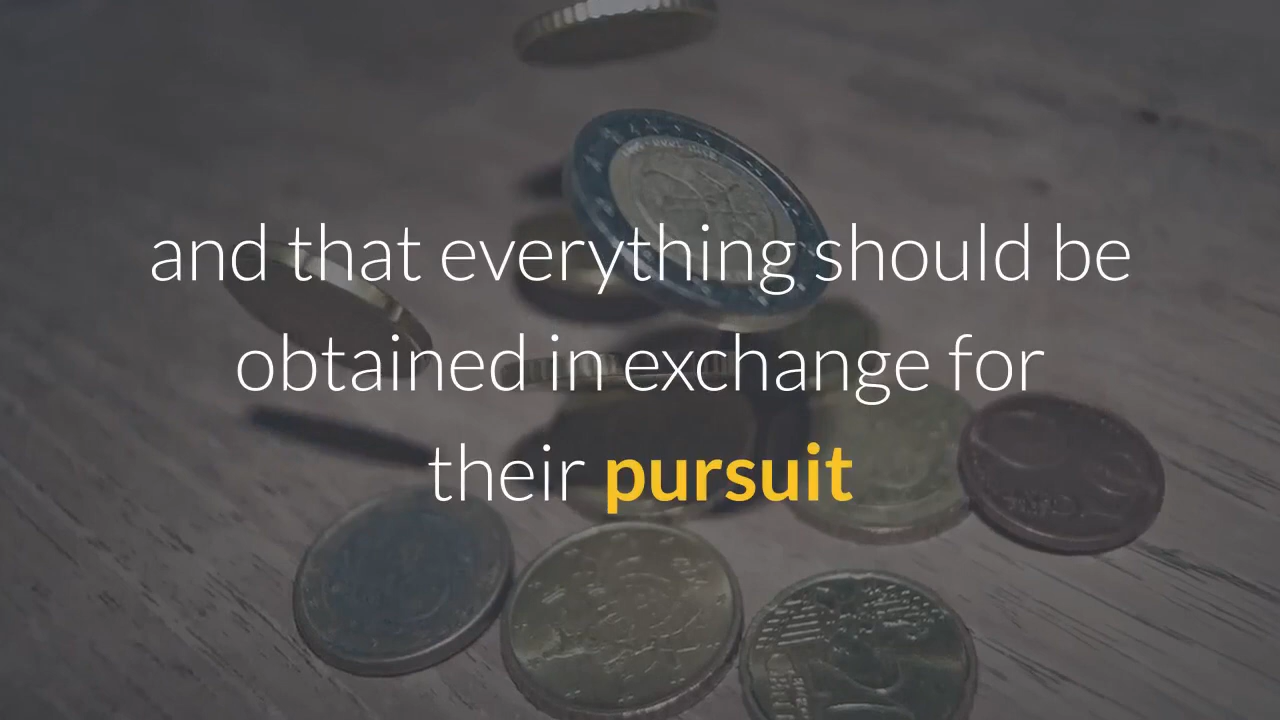 and that everything should be
obtained in exchange for
their pursuit